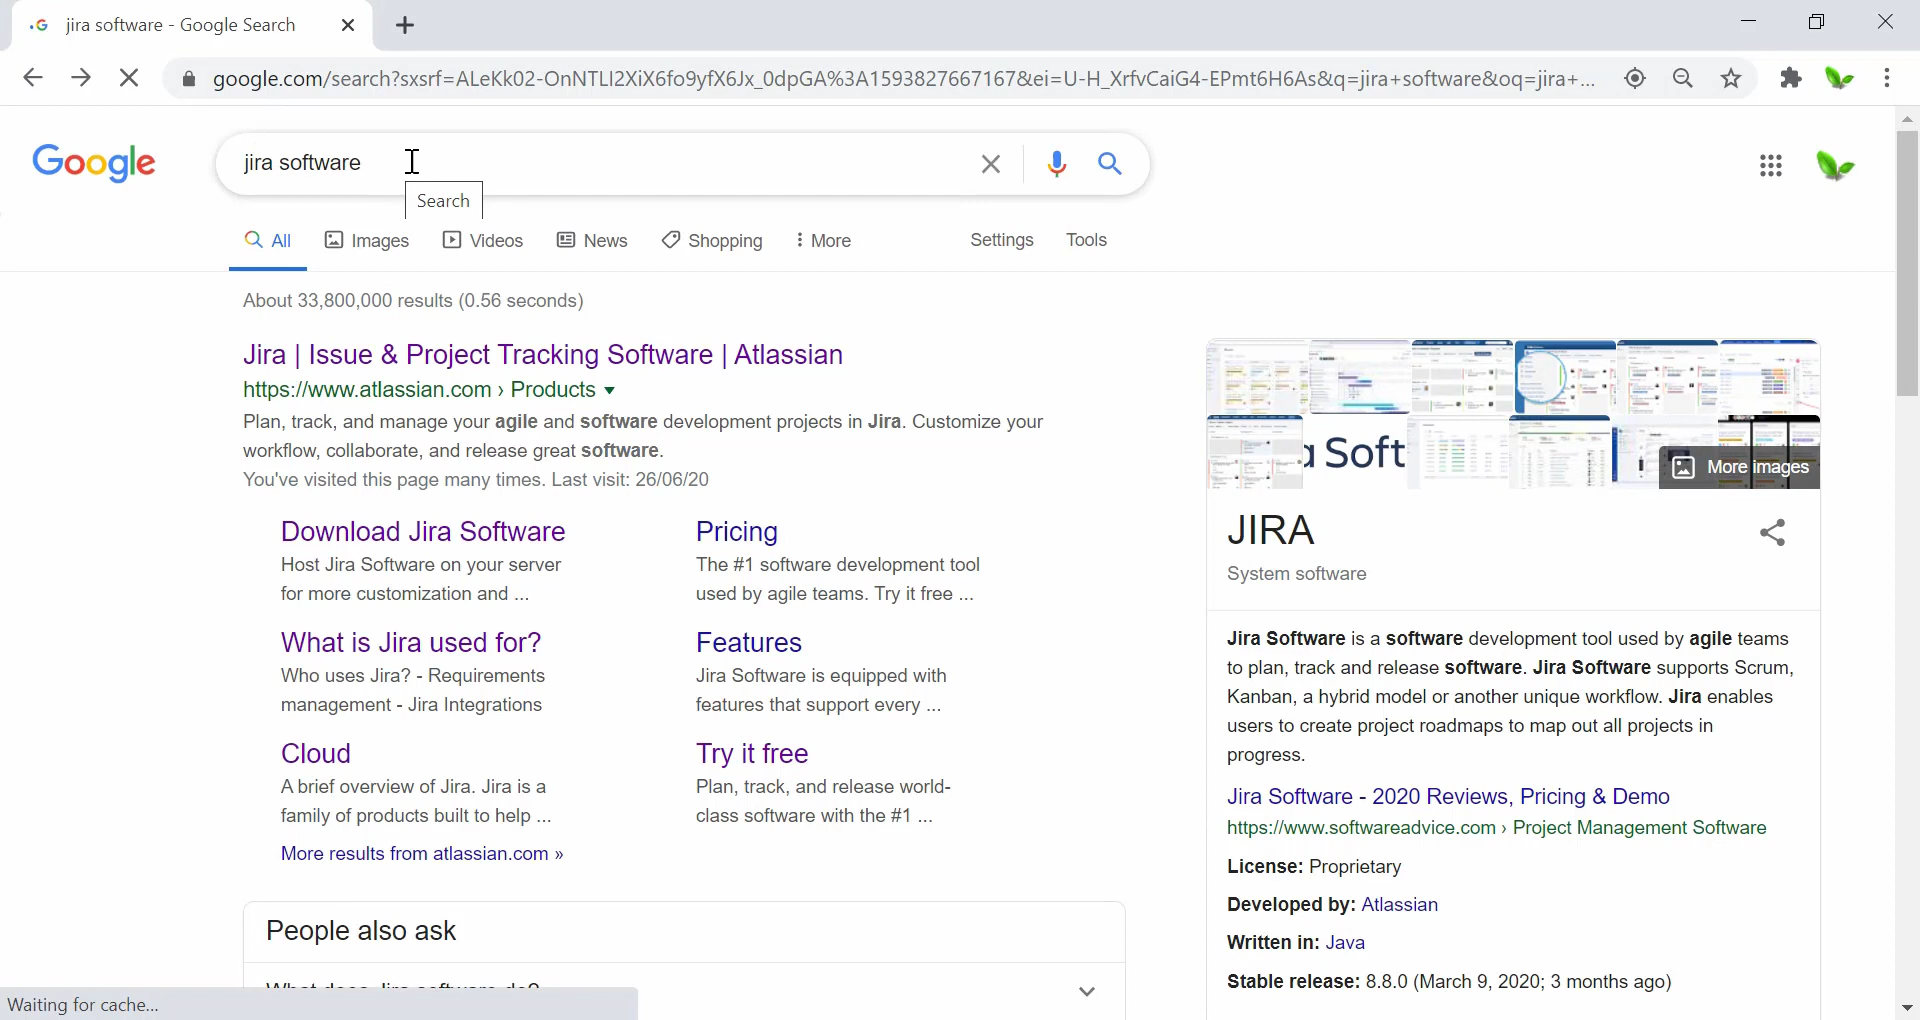 jira software - Google Search
google.com/search?sxsrf=ALeKk02-OnNTLI2XiX6fo9yfX6Jx_0dpGA%3A1593827667167&ei=U-H_XrfvCaiG4-EPmt6H6As&q=jira+software&oq=jira+...
Google
jira software
Search
All Images Videos News Shopping More Settings Tools
About 33,800,000 results (0.56 seconds)
Jira | Issue & Project Tracking Software | Atlassian
https://www.atlassian.com › Products
Plan, track, and manage your agile and software development projects in Jira. Customize your
workflow, collaborate, and release great software.
You've visited this page many times. Last visit: 26/06/20
Download Jira Software
Host Jira Software on your server
for more customization and ...
Pricing
The #1 software development tool
used by agile teams. Try it free ...
What is Jira used for?
Who uses Jira? - Requirements
management - Jira Integrations
Features
Jira Software is equipped with
features that support every ...
Cloud
A brief overview of Jira. Jira is a
family of products built to help ...
Try it free
Plan, track, and release world-
class software with the #1 ...
More results from atlassian.com »
People also ask
What does Jira software do?
Waiting for cache...
a Soft
More images
JIRA
System software
Jira Software is a software development tool used by agile teams
to plan, track and release software. Jira Software supports Scrum,
Kanban, a hybrid model or another unique workflow. Jira enables
users to create project roadmaps to map out all projects in
progress.
Jira Software - 2020 Reviews, Pricing & Demo
https://www.softwareadvice.com › Project Management Software
License: Proprietary
Developed by: Atlassian
Written in: Java
Stable release: 8.8.0 (March 9, 2020; 3 months ago)